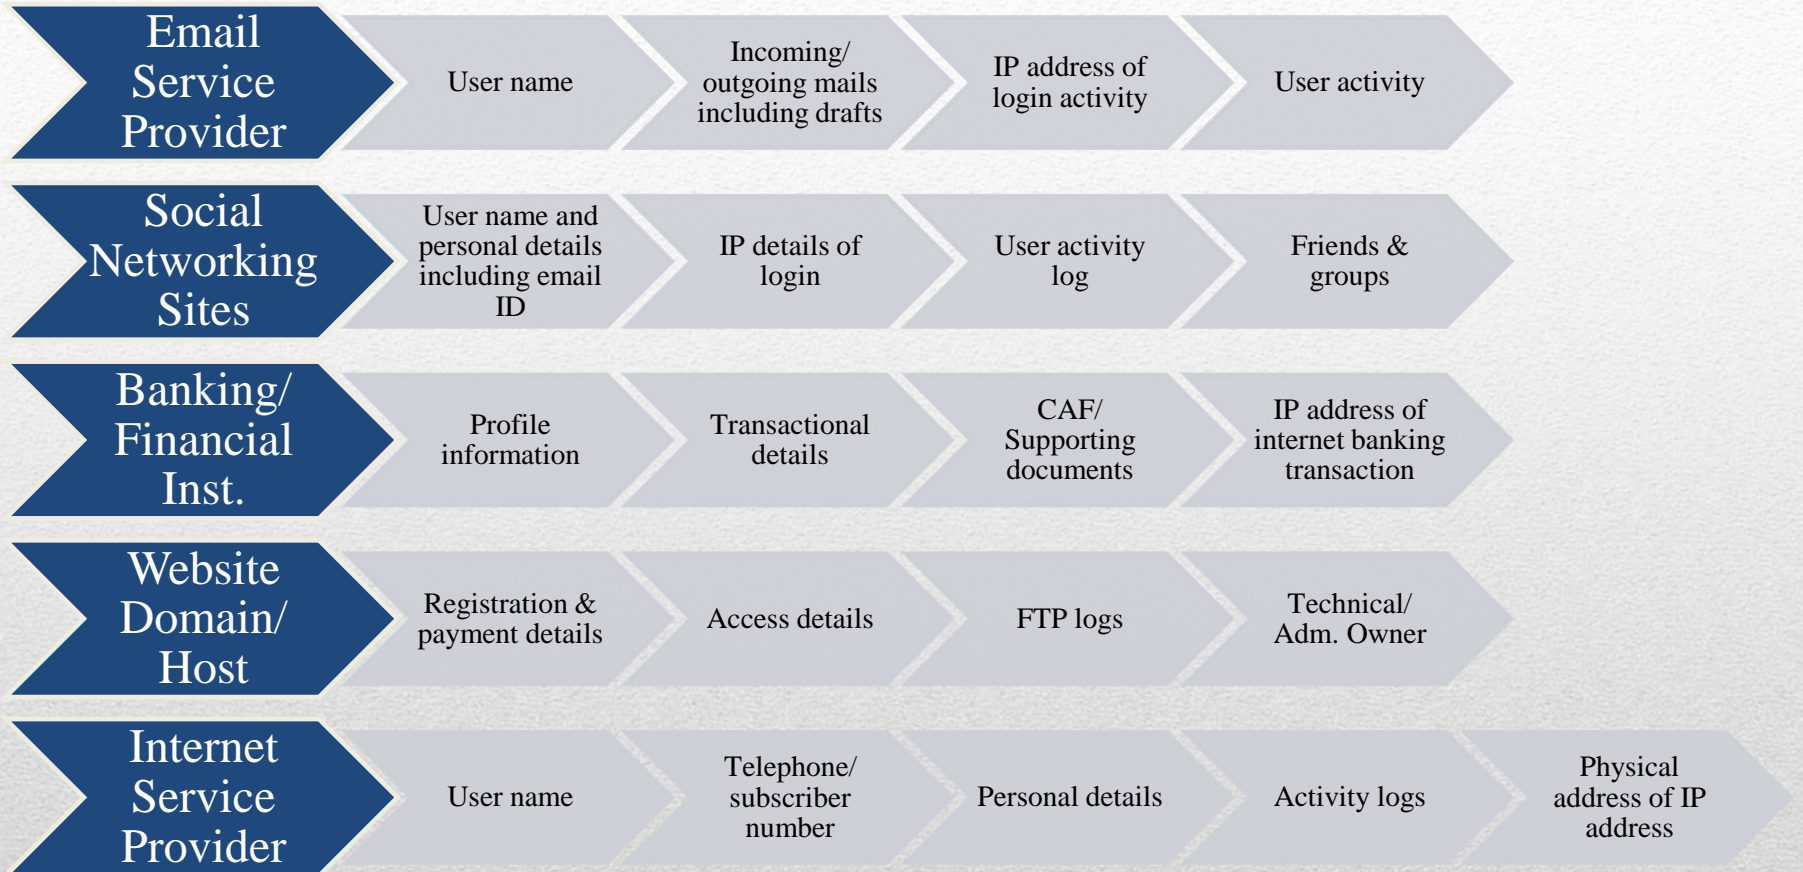 Email
Service
Provider
User name
Incoming/
outgoing mails
including drafts
IP address of
login activity
User activity
Social
Networking
Sites
User name and
personal details
including email
ID
IP details of
login
User activity
log
Friends &
groups
Banking/
Financial
Inst.
Profile
information
Transactional
details
CAF/
Supporting
documents
IP address of
internet banking
transaction
Website
Domain/
Host
Registration &
payment details
Access details
FTP logs
Technical/
Adm. Owner
Internet
Service
Provider
User name
Telephone/
subscriber
number
Personal details
Activity logs
Physical
address of IP
address